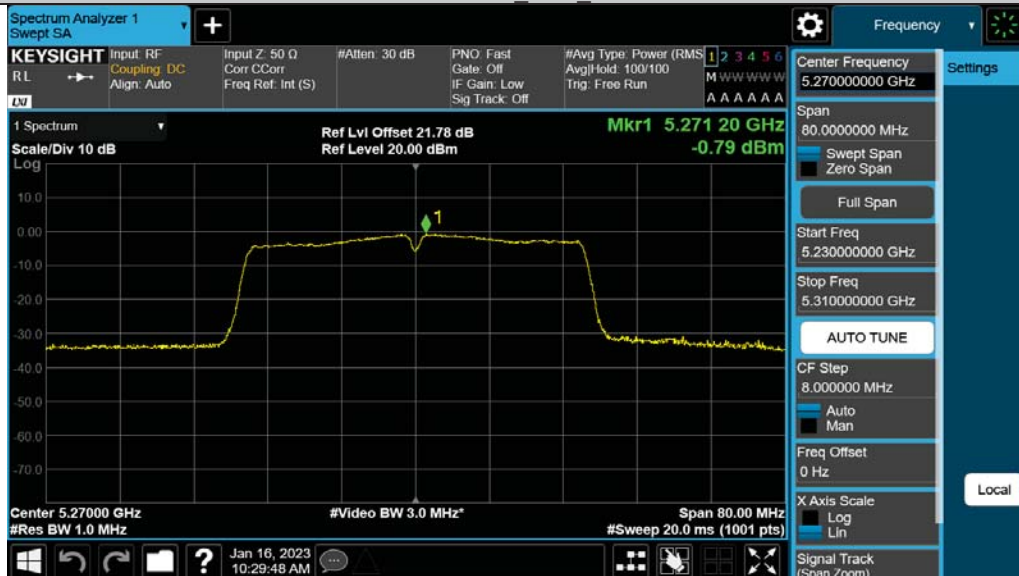 Spectrum Analyzer 1
Swept SA
+
Frequency
KEYSIGHT
RL
LXI
Input: RF
Coupling: DC
Align: Auto
Input Z: 50 Ω
Corr CCorr
Freq Ref: Int (S)
#Atten: 30 dB
PNO: Fast
Gate: Off
IF Gain: Low
Sig Track: Off
#Avg Type: Power (RMS
Avg|Hold: 100/100
Trig: Free Run
1 2 3 4 5 6
M W W W W W
A A A A A A
1 Spectrum
Scale/Div 10 dB
Log
Ref Lvl Offset 21.78 dB
Ref Level 20.00 dBm
Mkr1 5.271 20 GHz
-0.79 dBm
10.0
0.00
-10.0
-20.0
-30.0
-40.0
-50.0
-60.0
-70.0
1
Center 5.27000 GHz
#Res BW 1.0 MHz
#Video BW 3.0 MHz*
Span 80.00 MHz
#Sweep 20.0 ms (1001 pts)
?
Jan 16, 2023
10:29:48 AM
Center Frequency
5.270000000 GHz
Span
80.0000000 MHz
Swept Span
Zero Span
Full Span
Start Freq
5.230000000 GHz
Stop Freq
5.310000000 GHz
AUTO TUNE
CF Step
8.000000 MHz
Auto
Man
Freq Offset
0 Hz
X Axis Scale
Log
Lin
Signal Track
(Span Zoom)
Settings
Local